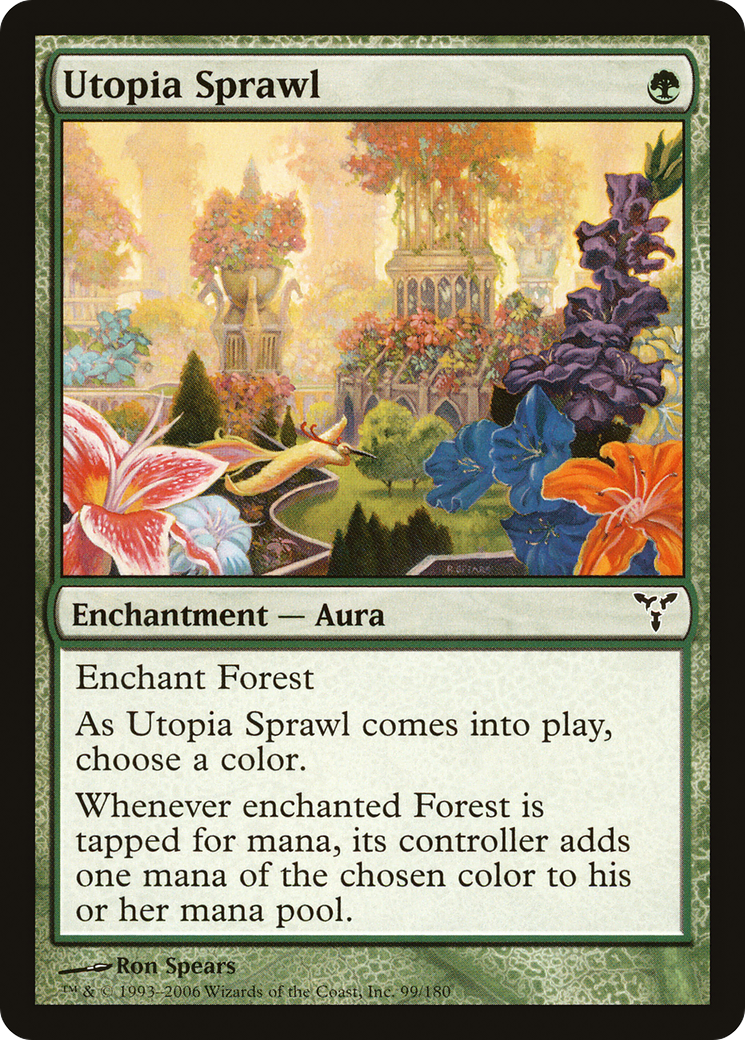 Utopia Sprawl
Enchantment — Aura
Enchant Forest
As Utopia Sprawl comes into play,
choose a color.
Whenever enchanted Forest is
tapped for mana, its controller adds
one mana of the chosen color to his
or her mana pool.
Ron Spears
™ & © 1993–2006 Wizards of the Coast, Inc. 99/180